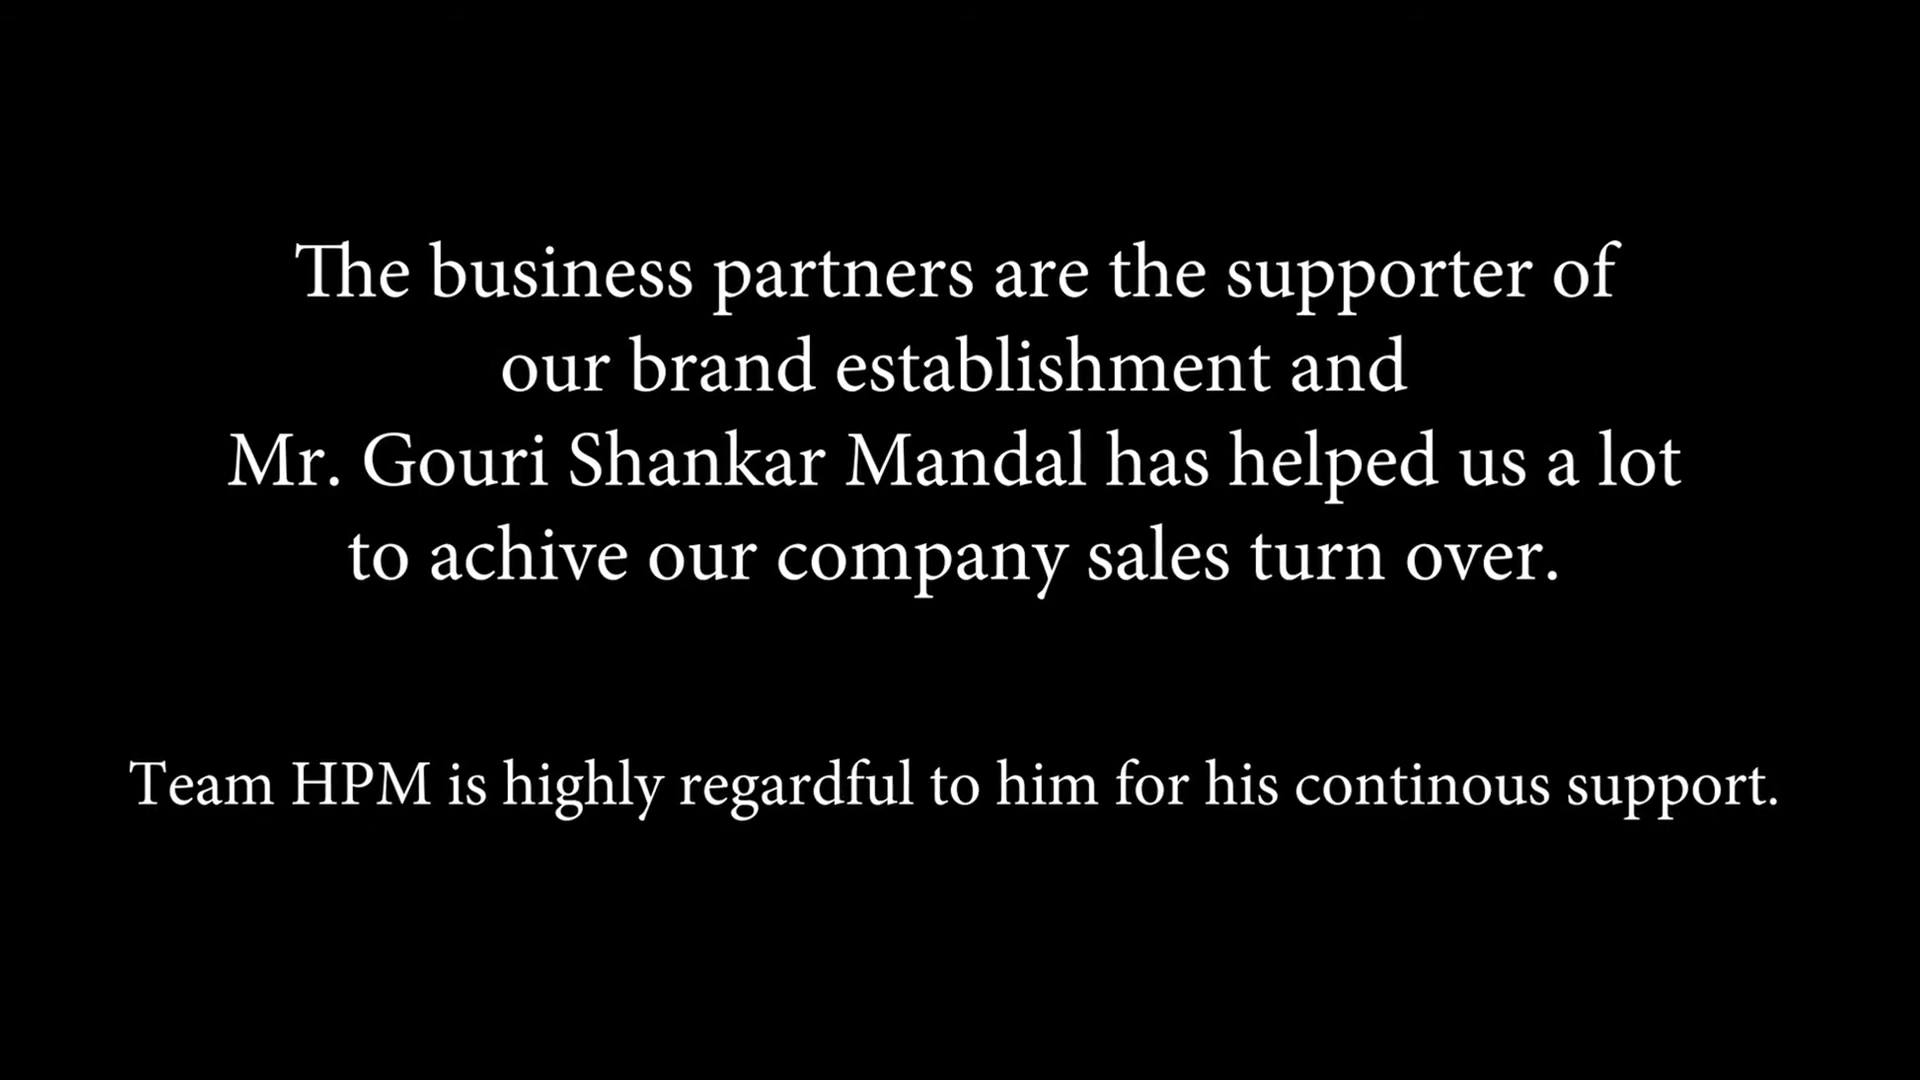 The business partners are the supporter of
our brand establishment and
Mr. Gouri Shankar Mandal has helped us a lot
to achive our company sales turn over.
Team HPM is highly regardful to him for his continous support.